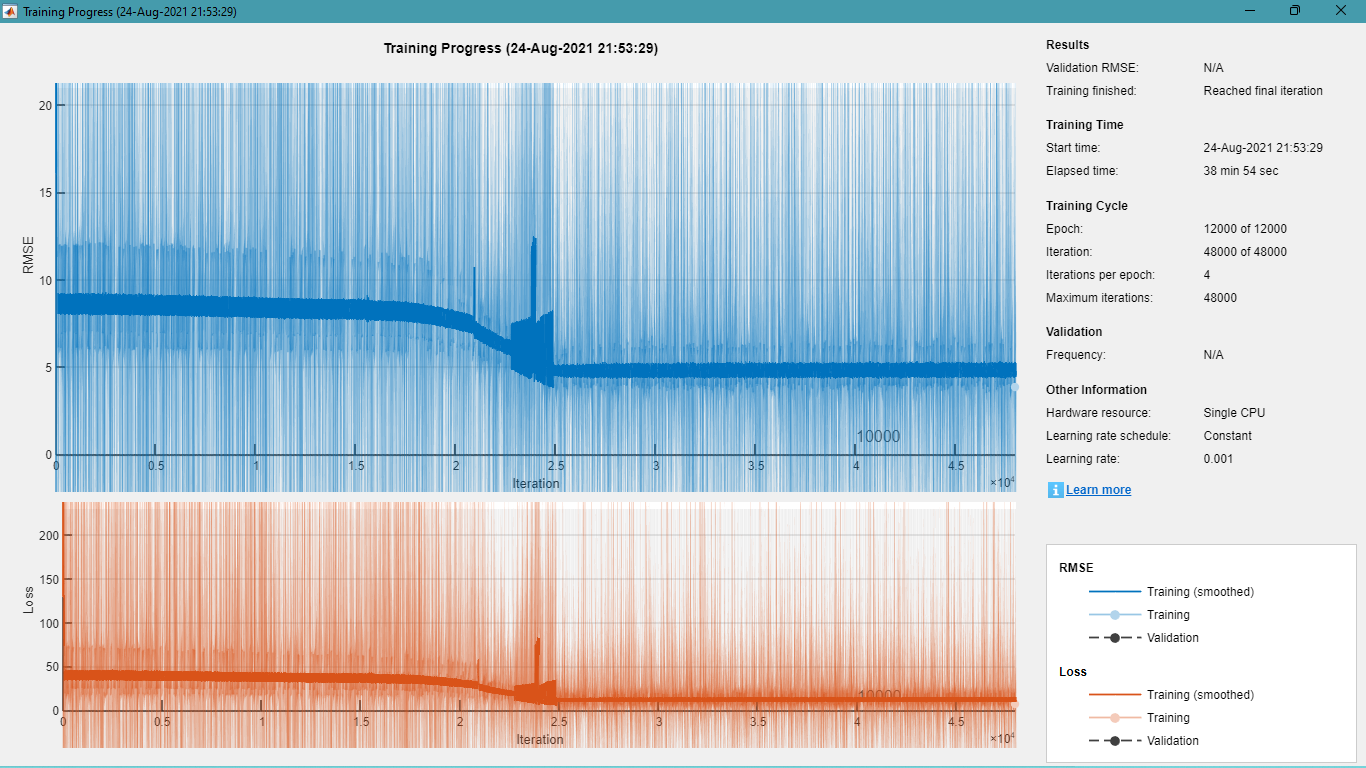 Training Progress (24-Aug-2021 21:53:29)
Training Progress (24-Aug-2021 21:53:29)
20
15
10
5
0
RMSE
0 0.5 1 1.5 2 2.5 3 3.5 4 4.5
10000
Iteration
×10⁴
200
150
100
50
0
Loss
0 0.5 1 1.5 2 2.5 3 3.5 4 4.5
10000
Iteration
×10⁴
Results
Validation RMSE: N/A
Training finished: Reached final iteration
Training Time
Start time: 24-Aug-2021 21:53:29
Elapsed time: 38 min 54 sec
Training Cycle
Epoch: 12000 of 12000
Iteration: 48000 of 48000
Iterations per epoch: 4
Maximum iterations: 48000
Validation
Frequency: N/A
Other Information
Hardware resource: Single CPU
Learning rate schedule: Constant
Learning rate: 0.001
i Learn more
RMSE
Training (smoothed)
Training
Validation
Loss
Training (smoothed)
Training
Validation